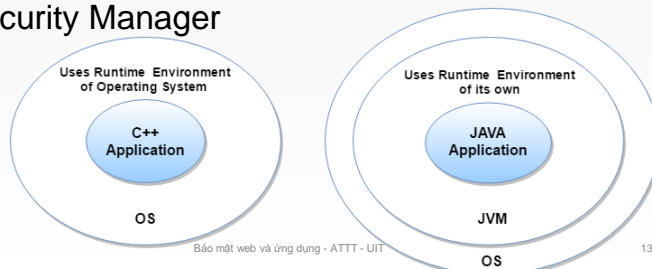 curity Manager
Uses Runtime Environment
of Operating System
C++
Application
OS
Uses Runtime Environment
of its own
JAVA
Application
JVM
OS
Bảo mật web và ứng dụng - ATTT - UIT
13